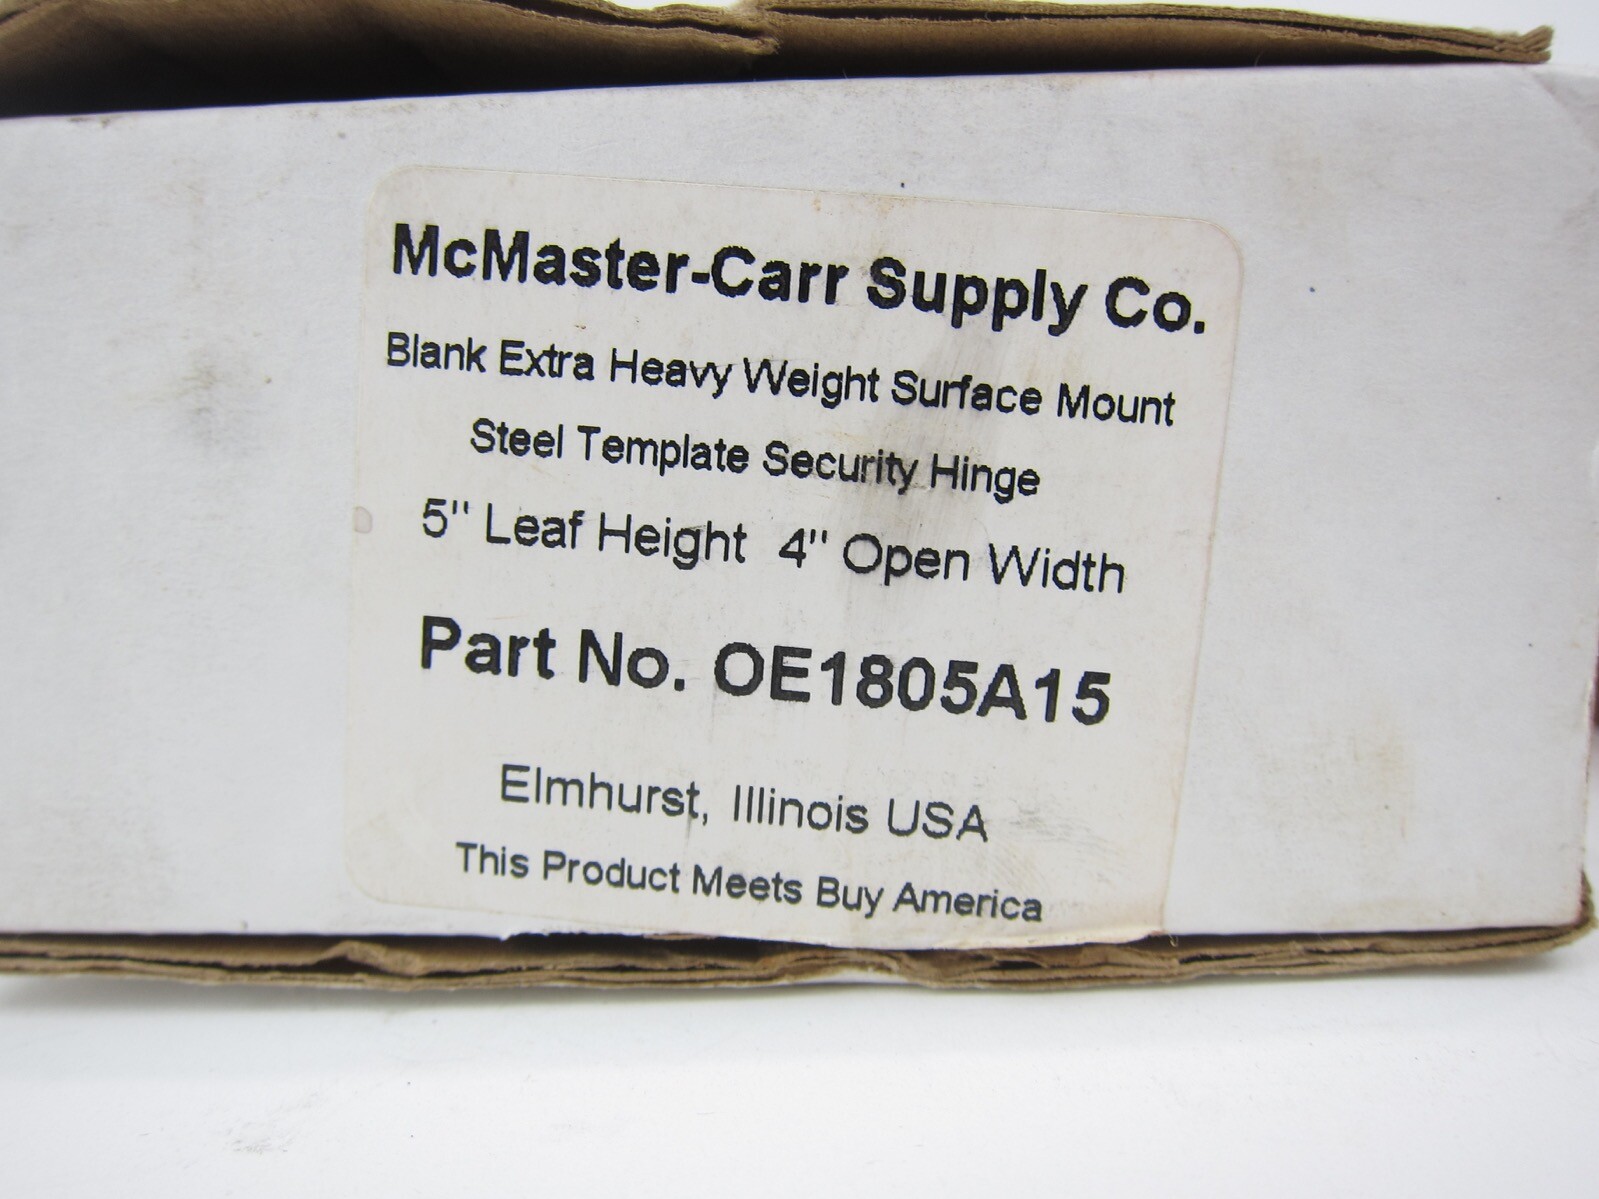 McMaster-Carr Supply Co.
Blank Extra Heavy Weight Surface Mount
Steel Template Security Hinge
5" Leaf Height 4" Open Width
Part No. OE1805A15
Elmhurst, Illinois USA
This Product Meets Buy America